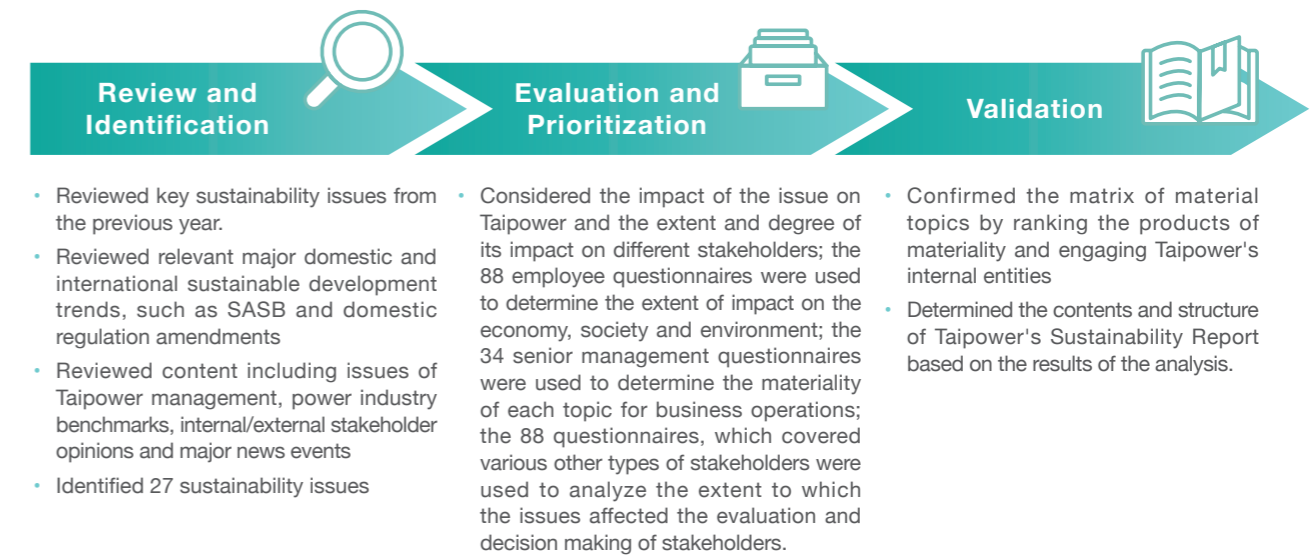 Review and
Identification
Evaluation and
Prioritization
Validation
• Reviewed key sustainability issues from
the previous year.
• Reviewed relevant major domestic and
international sustainable development
trends, such as SASB and domestic
regulation amendments
• Reviewed content including issues of
Taipower management, power industry
benchmarks, internal/external stakeholder
opinions and major news events
• Identified 27 sustainability issues
• Considered the impact of the issue on
Taipower and the extent and degree of
its impact on different stakeholders; the
88 employee questionnaires were used
to determine the extent of impact on the
economy, society and environment; the
34 senior management questionnaires
were used to determine the materiality
of each topic for business operations;
the 88 questionnaires, which covered
various other types of stakeholders were
used to analyze the extent to which
the issues affected the evaluation and
decision making of stakeholders.
• Confirmed the matrix of material
topics by ranking the products of
materiality and engaging Taipower's
internal entities
• Determined the contents and structure
of Taipower's Sustainability Report
based on the results of the analysis.